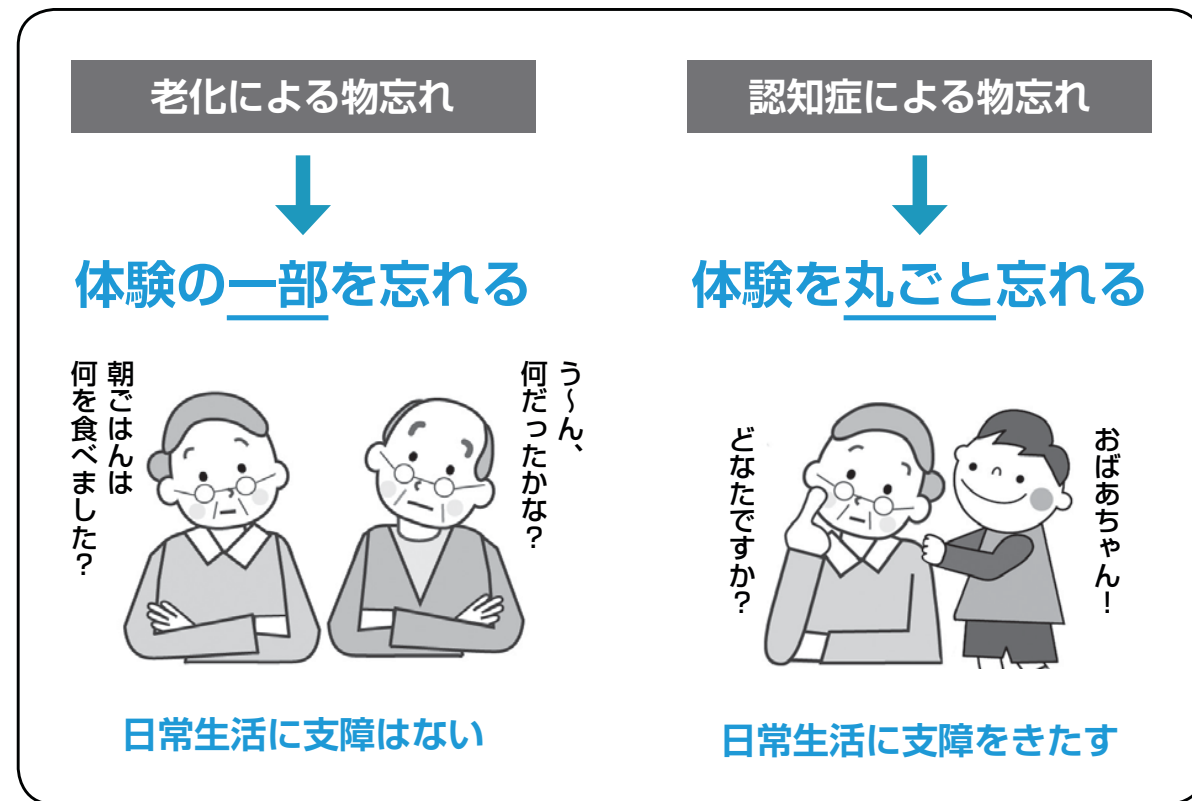 老化による物忘れ
体験の一部を忘れる
朝ごはんは
何を食べました?
う～ん、
何だったかな?
日常生活に支障はない
認知症による物忘れ
体験を丸ごと忘れる
どなたですか?
おばあちゃん!
日常生活に支障をきたす